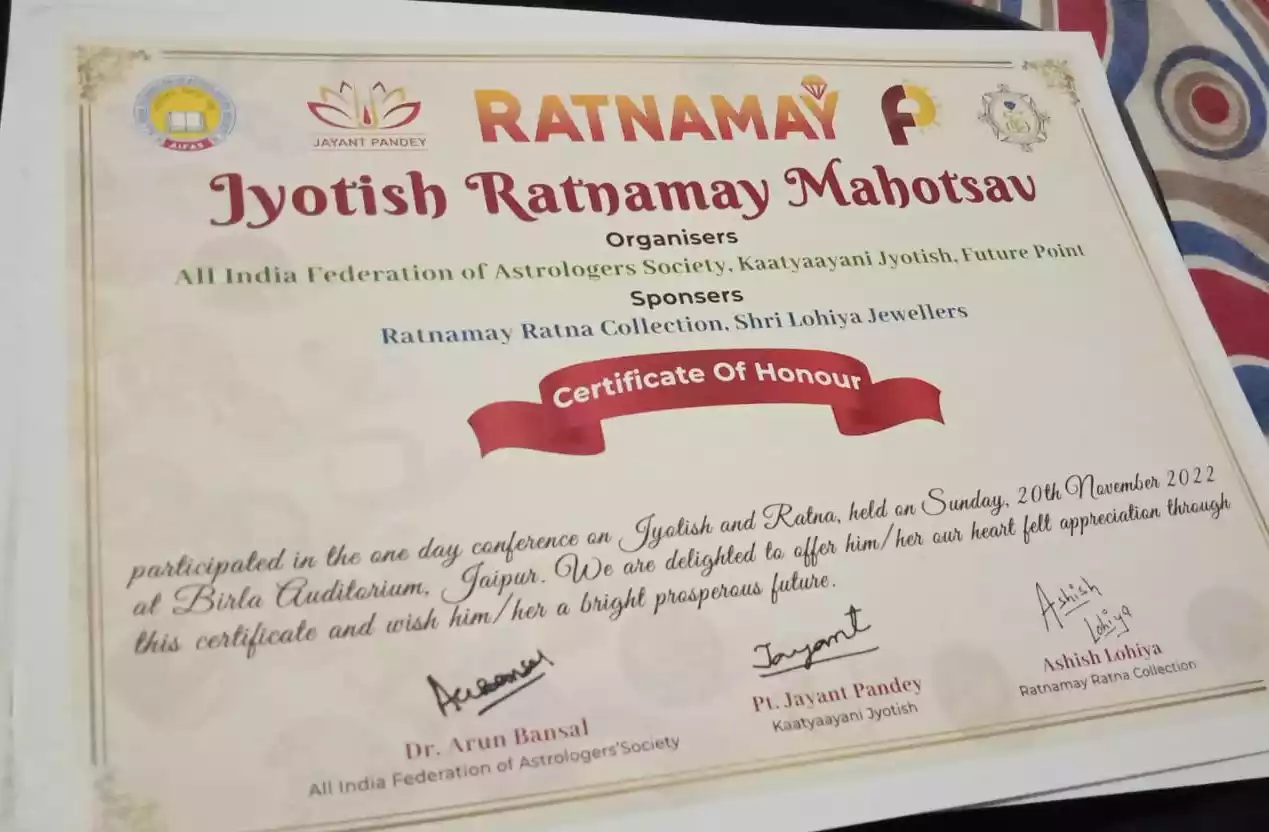 AIFAS
JAYANT PANDEY
RATNAMAY
Jyotish Ratnamay Mahotsav
Organisers
All India Federation of Astrologers Society, Kaatyaayani Jyotish, Future Point
Sponsers
Ratnamay Ratna Collection, Shri Lohiya Jewellers
Certificate Of Honour
participated in the one day conference on Jyotish and Ratna, held on Sunday, 20th November 2022
at Birla Auditorium, Jaipur. We are delighted to offer him/her our heart felt appreciation through
this certificate and wish him/her a bright prosperous future.
Jayant
Ashish
Lohiya
Dr. Arun Bansal
All India Federation of Astrologers'Society
Pt. Jayant Pandey
Kaatyaayani Jyotish
Ashish Lohiya
Ratnamay Ratna Collection